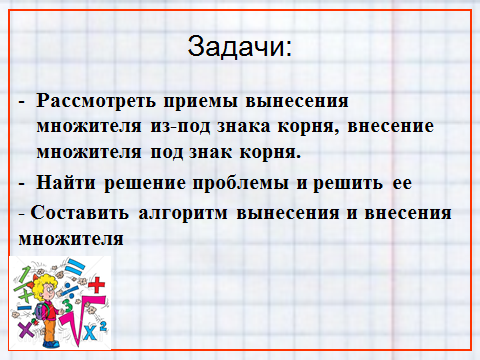 Задачи:
- Рассмотреть приемы вынесения
множителя из-под знака корня, внесение
множителя под знак корня.
- Найти решение проблемы и решить ее
- Составить алгоритм вынесения и внесения
множителя